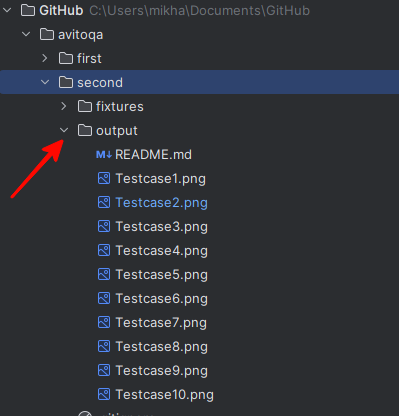 GitHub C:\Users\mikha\Documents\GitHub
avitoqa
first
second
fixtures
output
M↓ README.md
Testcase1.png
Testcase2.png
Testcase3.png
Testcase4.png
Testcase5.png
Testcase6.png
Testcase7.png
Testcase8.png
Testcase9.png
Testcase10.png